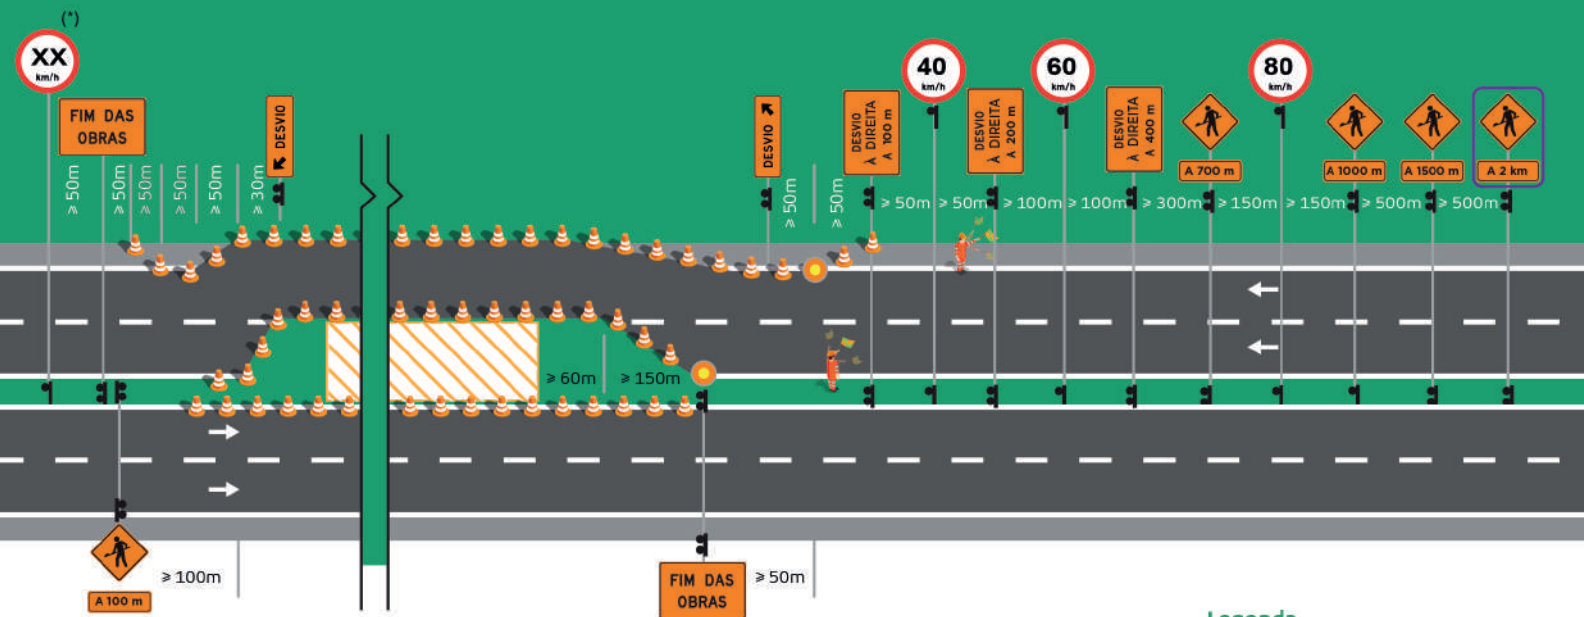 (*)
XX
km/h
FIM DAS
OBRAS
DESVIO
DESVIO
DESVIO
À DIREITA
A 100 m
40
km/h
DESVIO
À DIREITA
A 200 m
60
km/h
DESVIO
À DIREITA
A 400 m
A 700 m
80
km/h
A 1000 m
A 1500 m
A 2 km
⩾ 50m
⩾ 50m
⩾ 50m
⩾ 50m
⩾ 50m
⩾ 30m
⩾ 50m
⩾ 50m
⩾ 50m
⩾ 50m
⩾ 100m
⩾ 100m
⩾ 300m
⩾ 150m
⩾ 150m
⩾ 500m
⩾ 500m
⩾ 60m
⩾ 150m
⩾ 100m
A 100 m
FIM DAS
OBRAS
⩾ 50m
Legenda